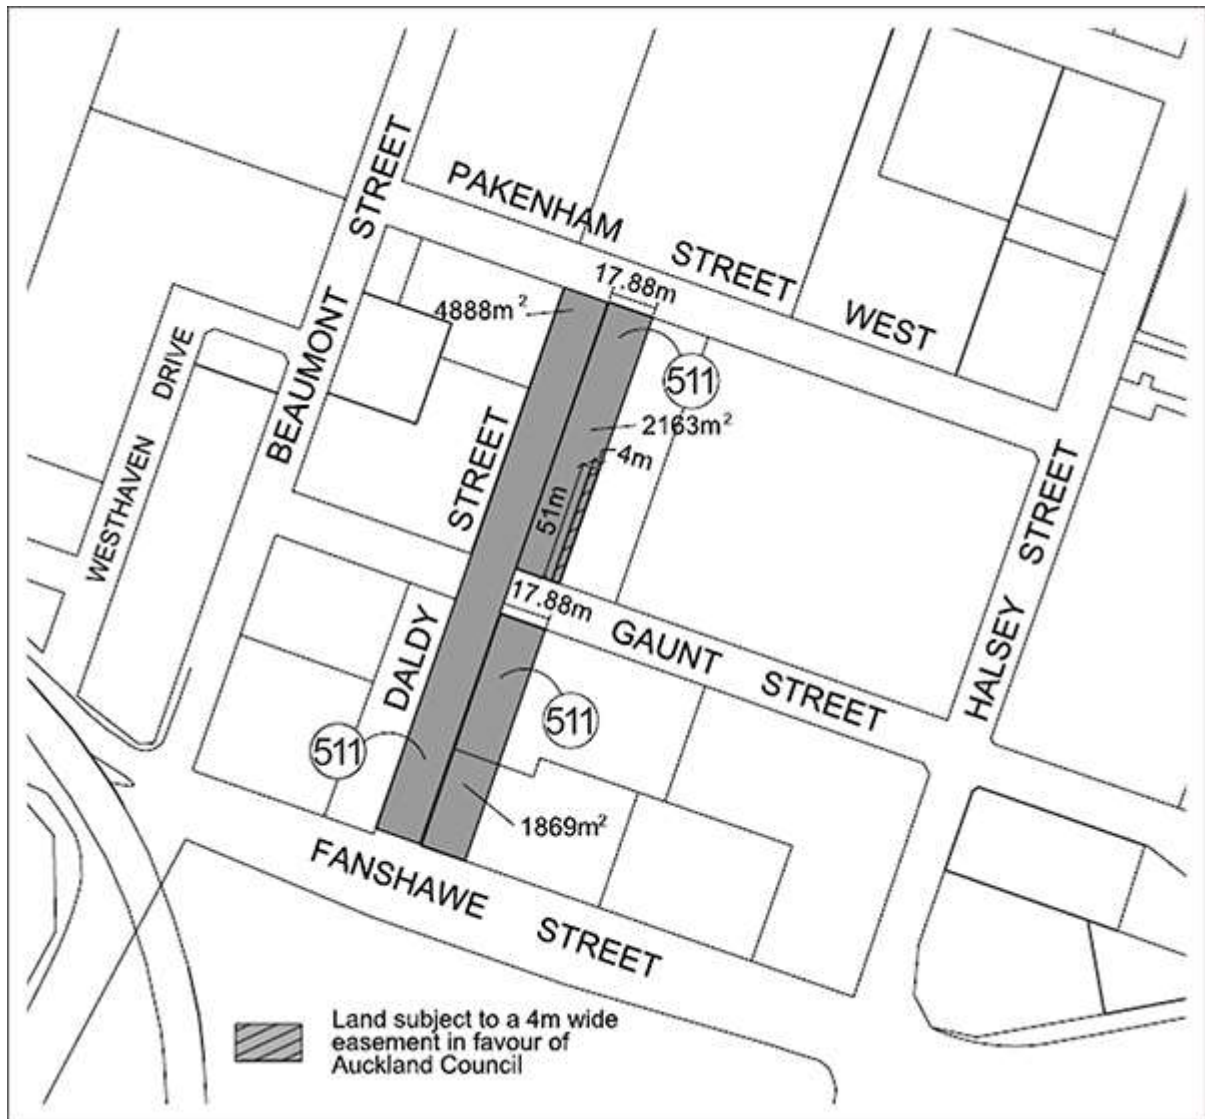 PAKENHAM STREET WEST
BEAUMONT STREET
WESTHAVEN DRIVE
DALDY STREET
GAUNT STREET
HALSEY STREET
FANSHAWE STREET
17.88m
4888m²
511
2163m²
4m
51m
17.88m
511
511
1869m²
Land subject to a 4m wide
easement in favour of
Auckland Council